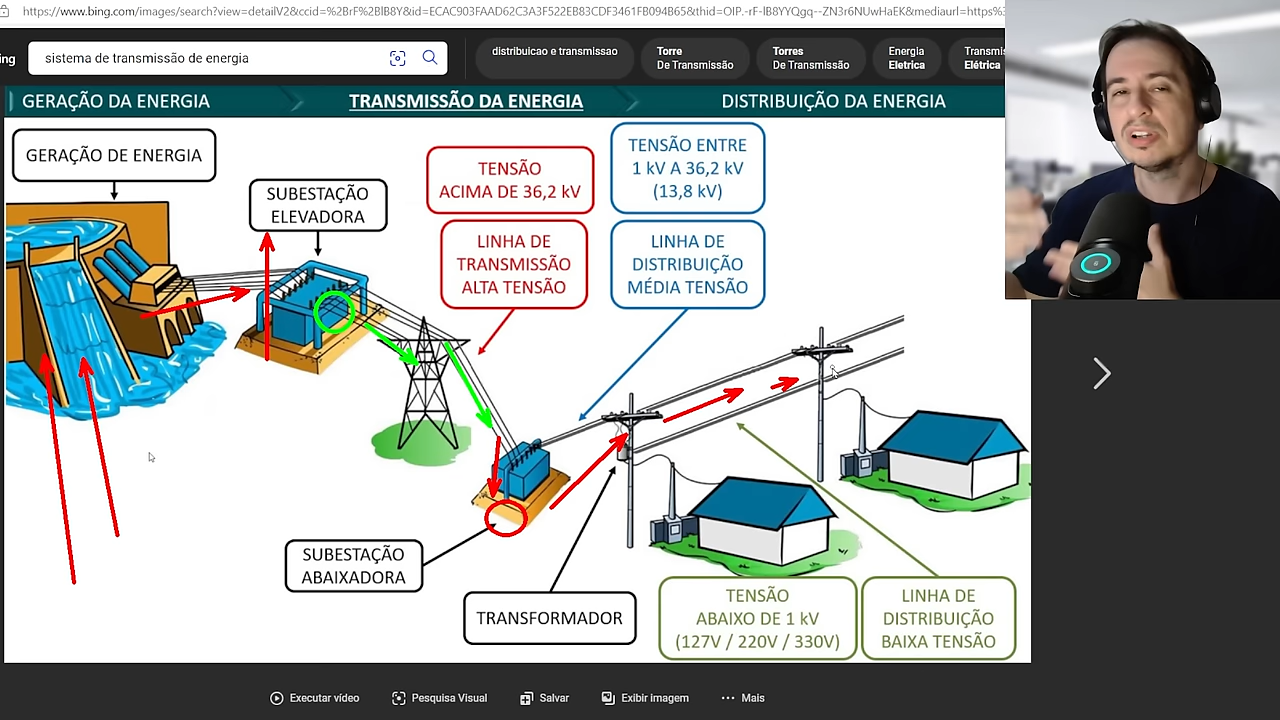 https://www.bing.com/images/search?view=detailV2&ccid=%2BrF%2BlB8Y&id=ECAC903FAAD62C3A3F522EB83CDF3461FB094B65&thid=OIP.-rF-lB8YYQgq--ZN3r6NUwHaEK&mediaurl=https%3
ing
sistema de transmissão de energia
distribuicao e transmissao
Torre
De Transmissão
Torres
De Transmissão
Energia
Eletrica
Transmis
Elétrica
GERAÇÃO DA ENERGIA
TRANSMISSÃO DA ENERGIA
DISTRIBUIÇÃO DA ENERGIA
GERAÇÃO DE ENERGIA
SUBESTAÇÃO
ELEVADORA
TENSÃO
ACIMA DE 36,2 kV
TENSÃO ENTRE
1 kV A 36,2 kV
(13,8 kV)
LINHA DE
TRANSMISSÃO
ALTA TENSÃO
LINHA DE
DISTRIBUIÇÃO
MÉDIA TENSÃO
SUBESTAÇÃO
ABAIXADORA
TRANSFORMADOR
TENSÃO
ABAIXO DE 1 kV
(127V / 220V / 330V)
LINHA DE
DISTRIBUIÇÃO
BAIXA TENSÃO
Executar vídeo
Pesquisa Visual
Salvar
Exibir imagem
Mais